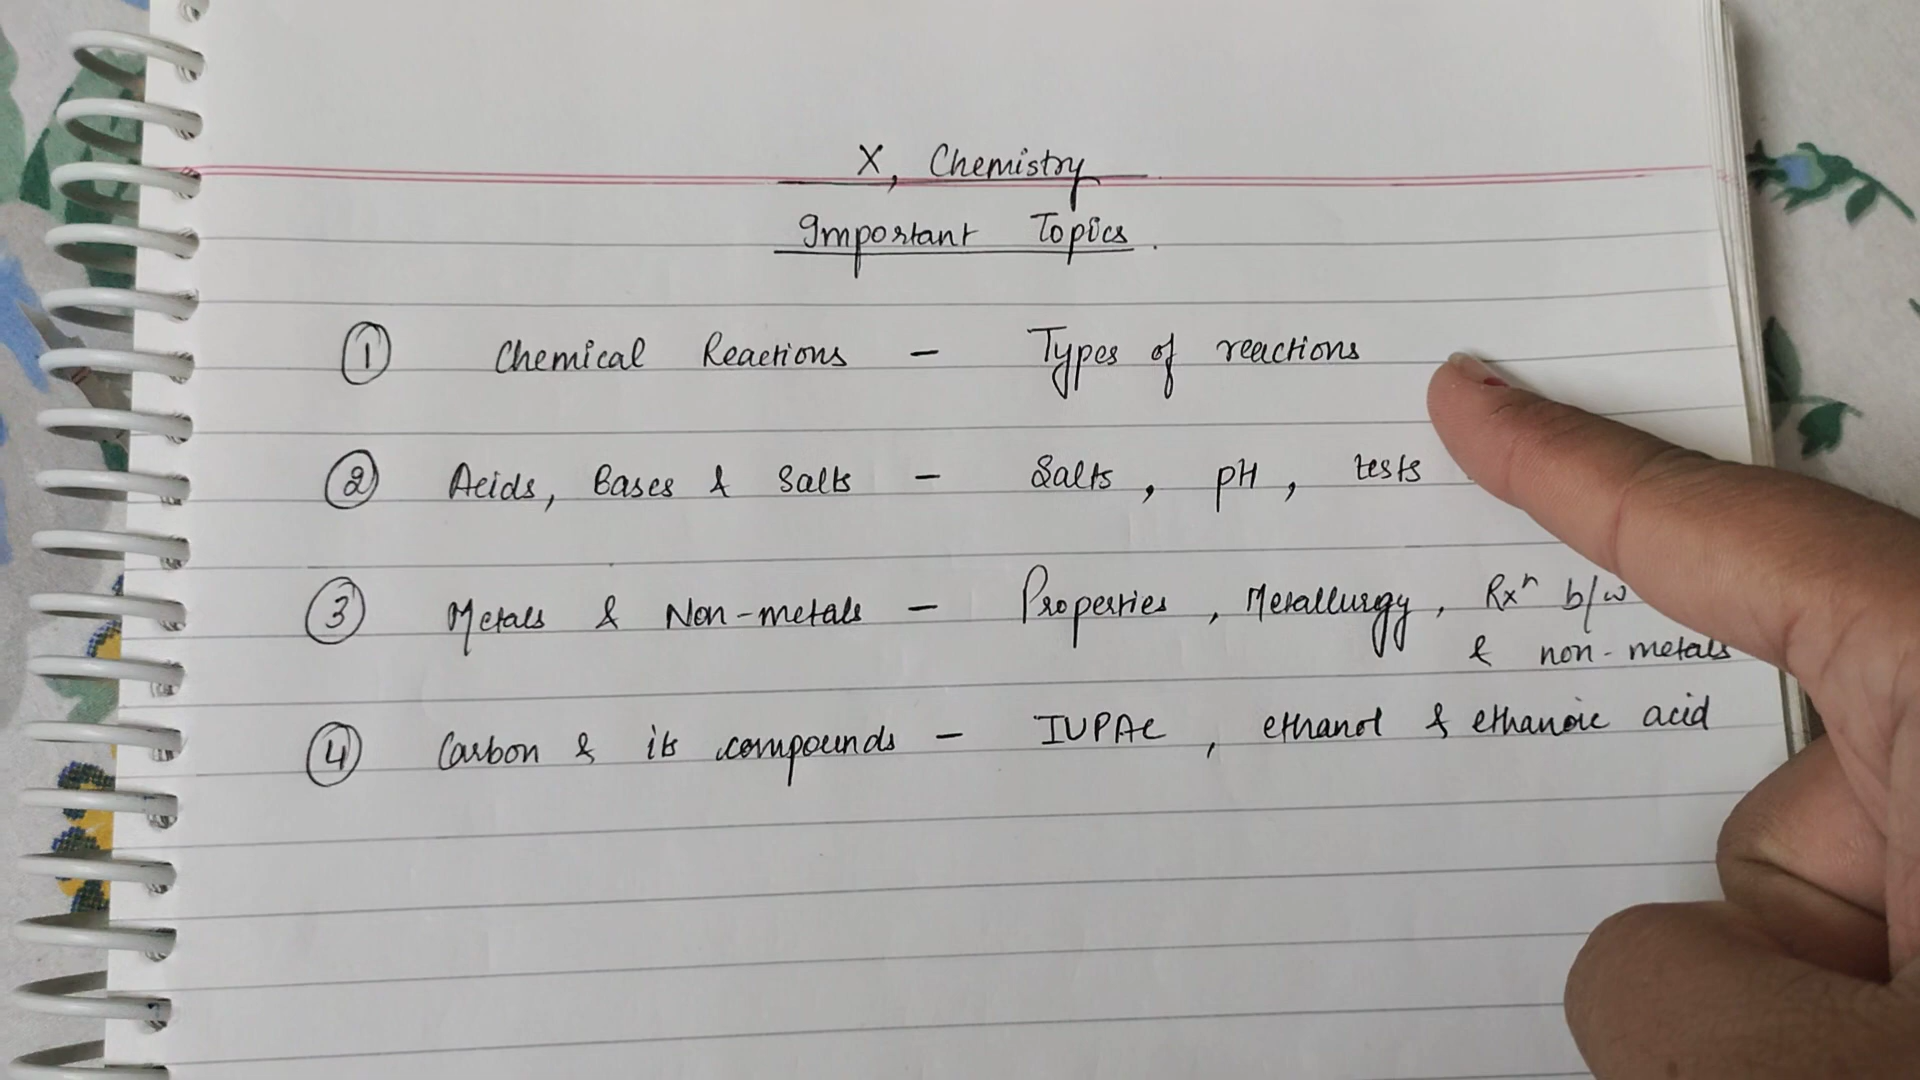 X, Chemistry
Important Topics.
① Chemical Reactions - Types of reactions
② Acids, Bases & Salts - Salts, pH, tests
③ Metals & Non-metals - Properties, Metallurgy, Rxⁿ b/w
& non-metals
④ Carbon & its compounds - IUPAC, ethanol & ethanoic acid